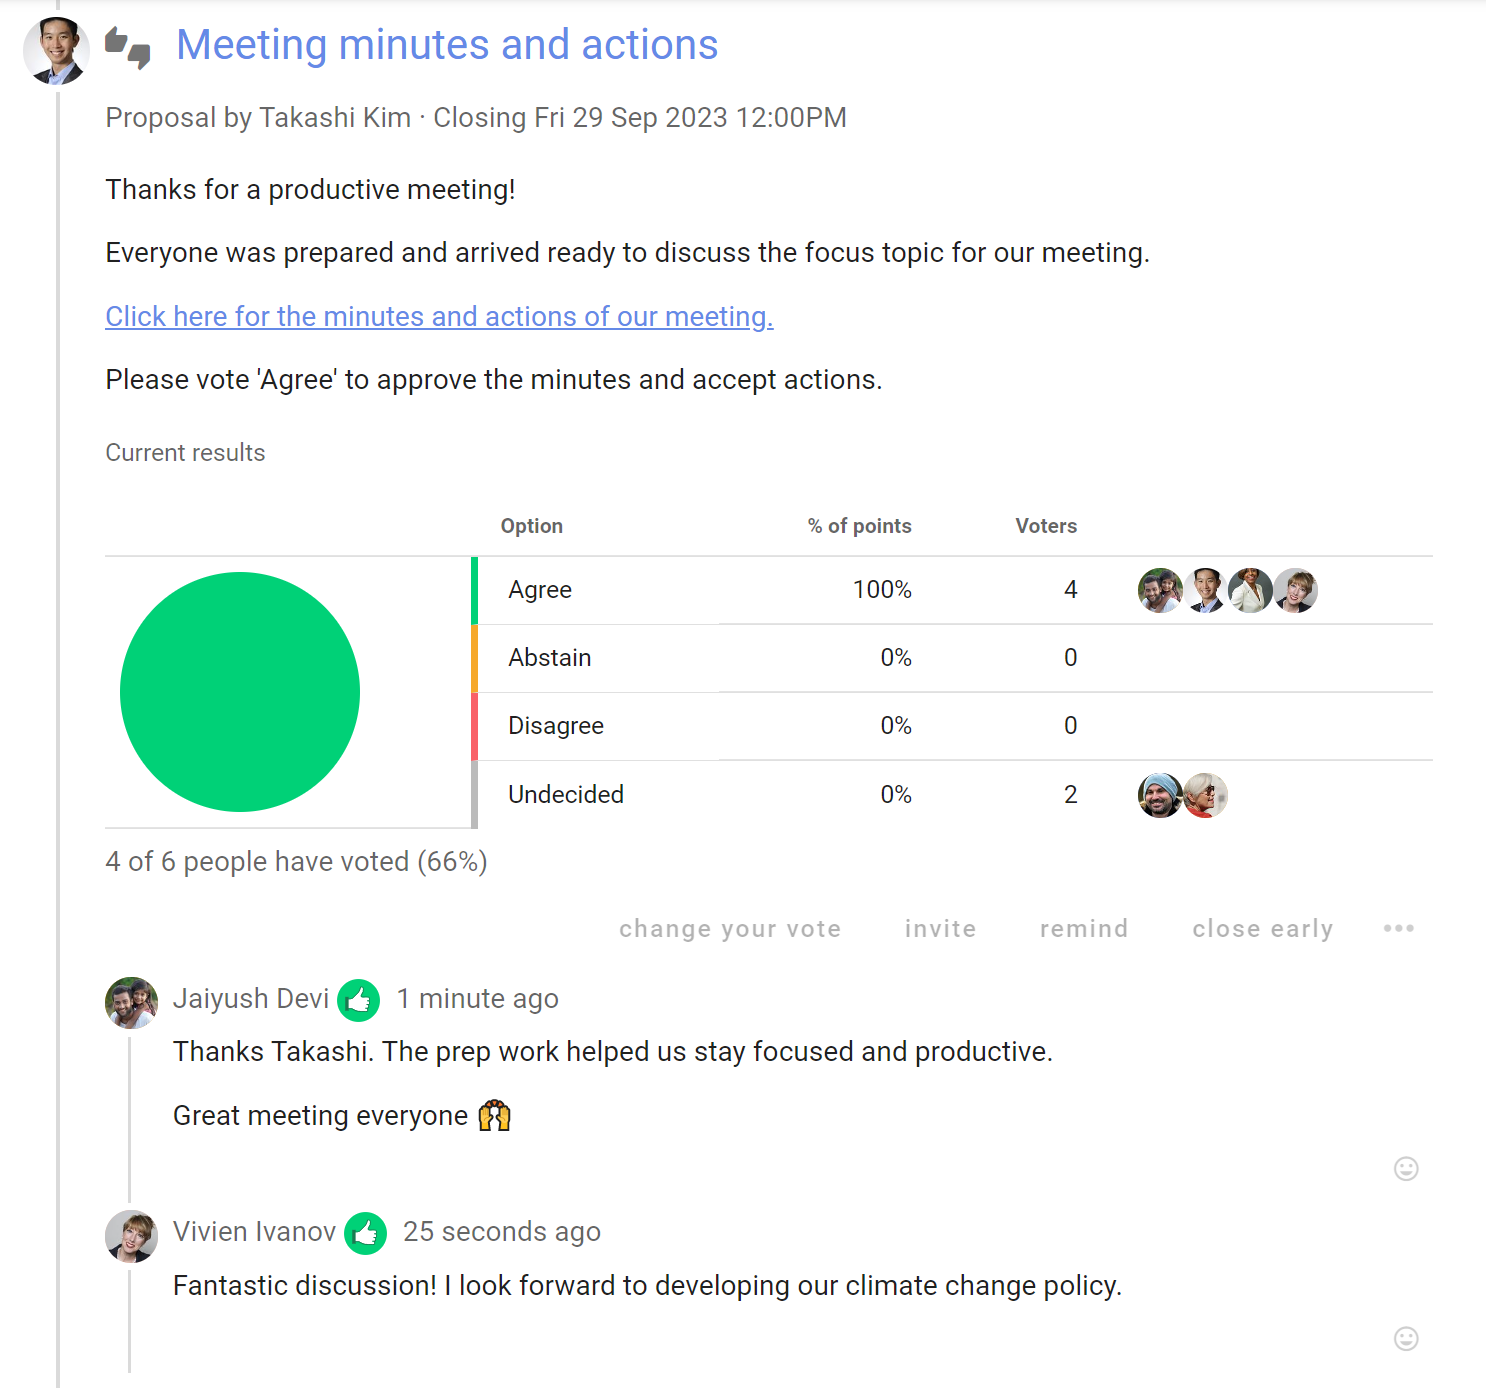 Meeting minutes and actions
Proposal by Takashi Kim · Closing Fri 29 Sep 2023 12:00PM
Thanks for a productive meeting!
Everyone was prepared and arrived ready to discuss the focus topic for our meeting.
Click here for the minutes and actions of our meeting.
Please vote 'Agree' to approve the minutes and accept actions.
Current results
Option % of points Voters
Agree 100% 4
Abstain 0% 0
Disagree 0% 0
Undecided 0% 2
4 of 6 people have voted (66%)
change your vote invite remind close early
Jaiyush Devi 1 minute ago
Thanks Takashi. The prep work helped us stay focused and productive.
Great meeting everyone 🙌
Vivien Ivanov 25 seconds ago
Fantastic discussion! I look forward to developing our climate change policy.